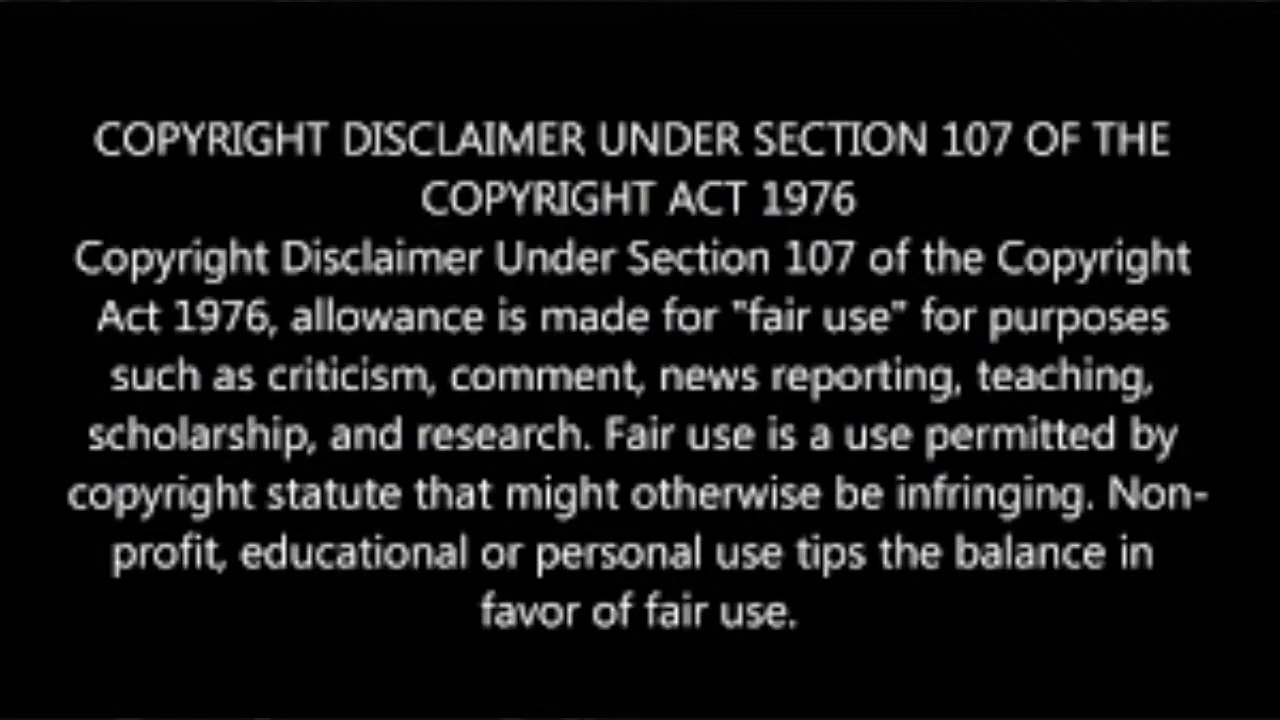 COPYRIGHT DISCLAIMER UNDER SECTION 107 OF THE
COPYRIGHT ACT 1976
Copyright Disclaimer Under Section 107 of the Copyright
Act 1976, allowance is made for "fair use" for purposes
such as criticism, comment, news reporting, teaching,
scholarship, and research. Fair use is a use permitted by
copyright statute that might otherwise be infringing. Non-
profit, educational or personal use tips the balance in
favor of fair use.